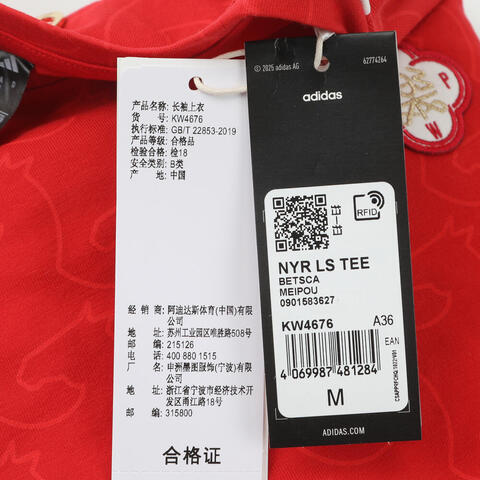 产品名称: 长袖上衣
货 号: KW4676
执行标准: GB/T 22853-2019
产品等级: 合格品
检验合格: 检18
安全类别: B类
产 地: 中国
经 销 商: 阿迪达斯体育(中国)有限公司
地 址: 苏州工业园区唯胜路508号
邮 编: 215126
电 话: 400 880 1515
厂 名: 申洲墨图服饰(宁波)有限公司
地 址: 浙江省宁波市经济技术开发区甬江路18号
邮 编: 315800
合格证
© 2025 adidas AG
62774264
adidas
RFID
NYR LS TEE
BETSCA
MEIPOU
0901583627
KW4676
A36
EAN
4 069987 481284
M
ADIDAS.COM
P
W